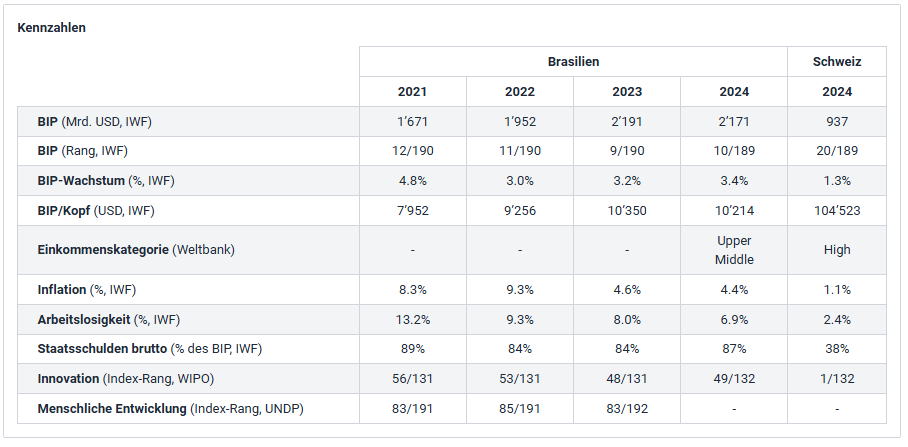 Kennzahlen
Brasilien Schweiz
2021 2022 2023 2024 2024
BIP (Mrd. USD, IWF) 1’671 1’952 2’191 2’171 937
BIP (Rang, IWF) 12/190 11/190 9/190 10/189 20/189
BIP-Wachstum (%, IWF) 4.8% 3.0% 3.2% 3.4% 1.3%
BIP/Kopf (USD, IWF) 7’952 9’256 10’350 10’214 104’523
Einkommenskategorie (Weltbank) - - - Upper Middle High
Inflation (%, IWF) 8.3% 9.3% 4.6% 4.4% 1.1%
Arbeitslosigkeit (%, IWF) 13.2% 9.3% 8.0% 6.9% 2.4%
Staatsschulden brutto (% des BIP, IWF) 89% 84% 84% 87% 38%
Innovation (Index-Rang, WIPO) 56/131 53/131 48/131 49/132 1/132
Menschliche Entwicklung (Index-Rang, UNDP) 83/191 85/191 83/192 - -